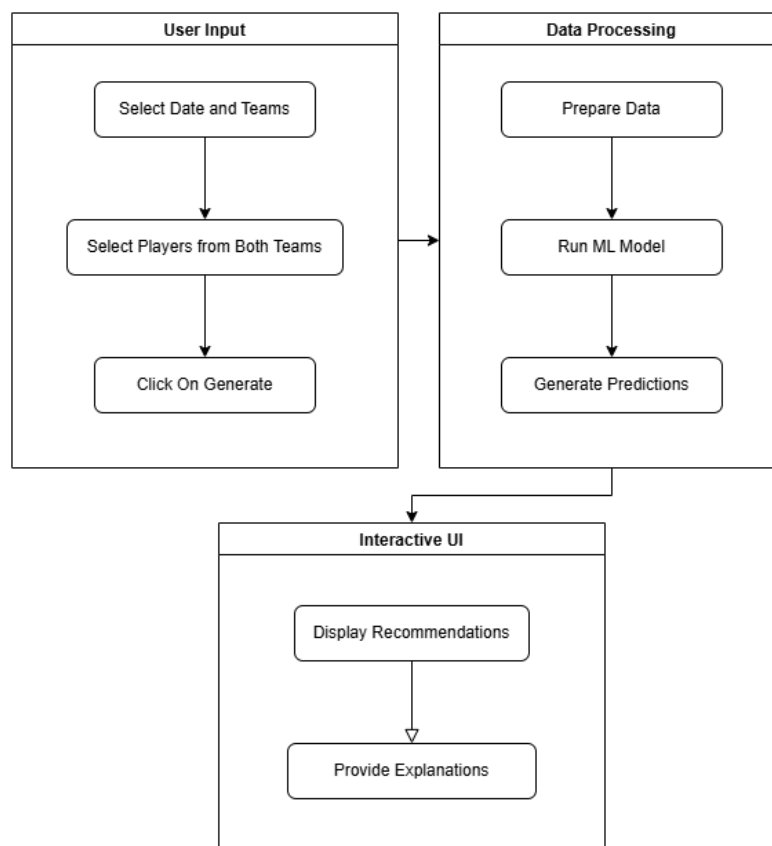 User Input
Select Date and Teams
Select Players from Both Teams
Click On Generate
Data Processing
Prepare Data
Run ML Model
Generate Predictions
Interactive UI
Display Recommendations
Provide Explanations